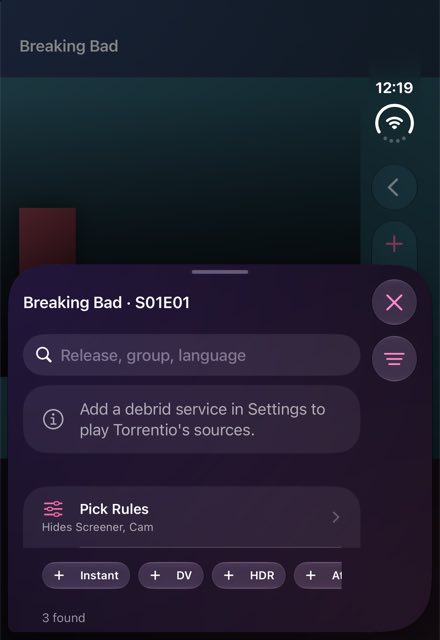 Breaking Bad
12:19
Breaking Bad · S01E01
Release, group, language
Add a debrid service in Settings to
play Torrentio's sources.
Pick Rules
Hides Screener, Cam
+ Instant + DV + HDR +
3 found